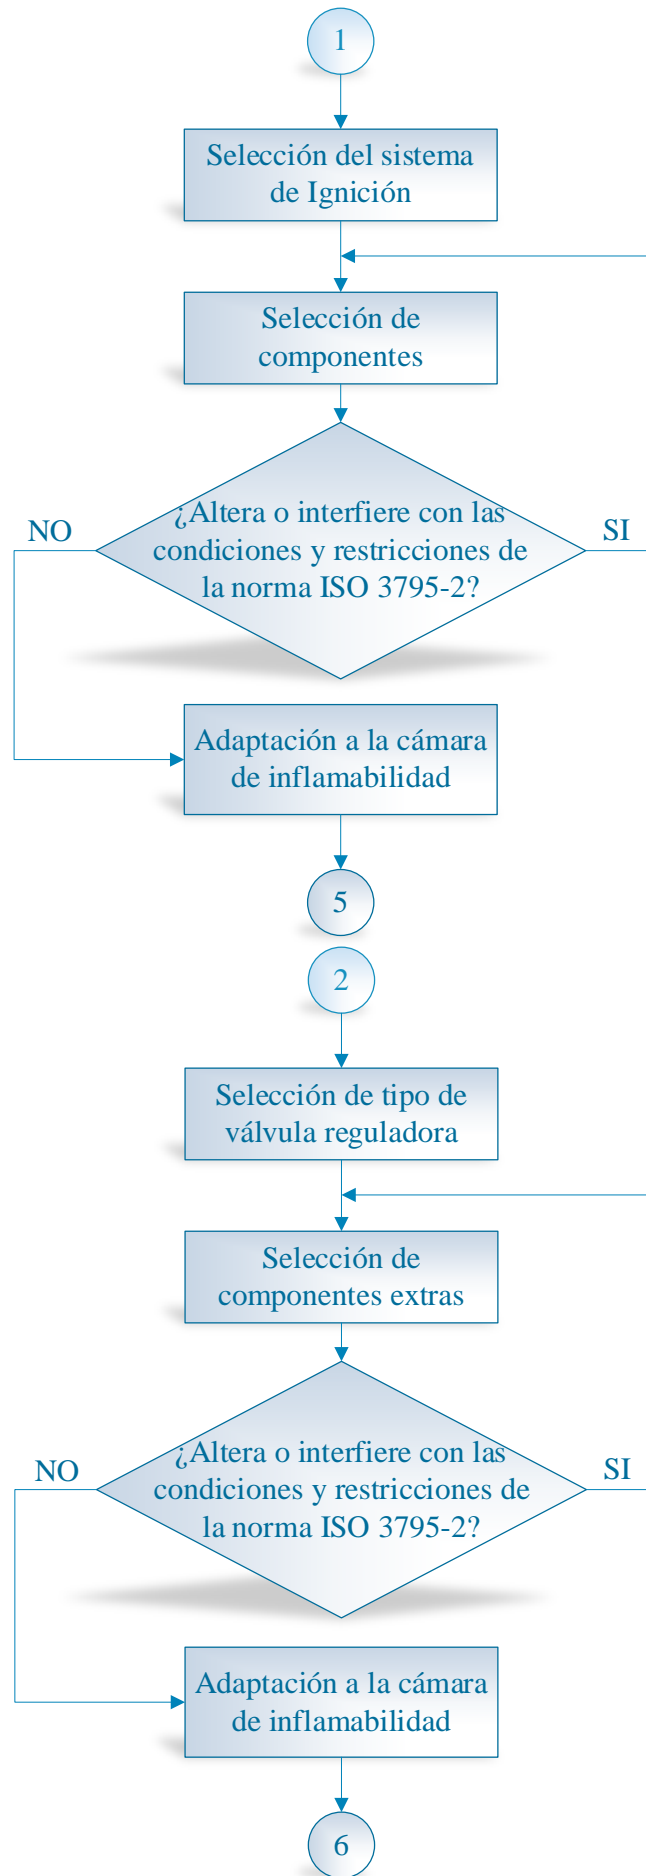 1
Selección del sistema
de Ignición
Selección de
componentes
¿Altera o interfiere con las
condiciones y restricciones de
la norma ISO 3795-2?
NO
SI
Adaptación a la cámara
de inflamabilidad
5
2
Selección de tipo de
válvula reguladora
Selección de
componentes extras
¿Altera o interfiere con las
condiciones y restricciones de
la norma ISO 3795-2?
NO
SI
Adaptación a la cámara
de inflamabilidad
6